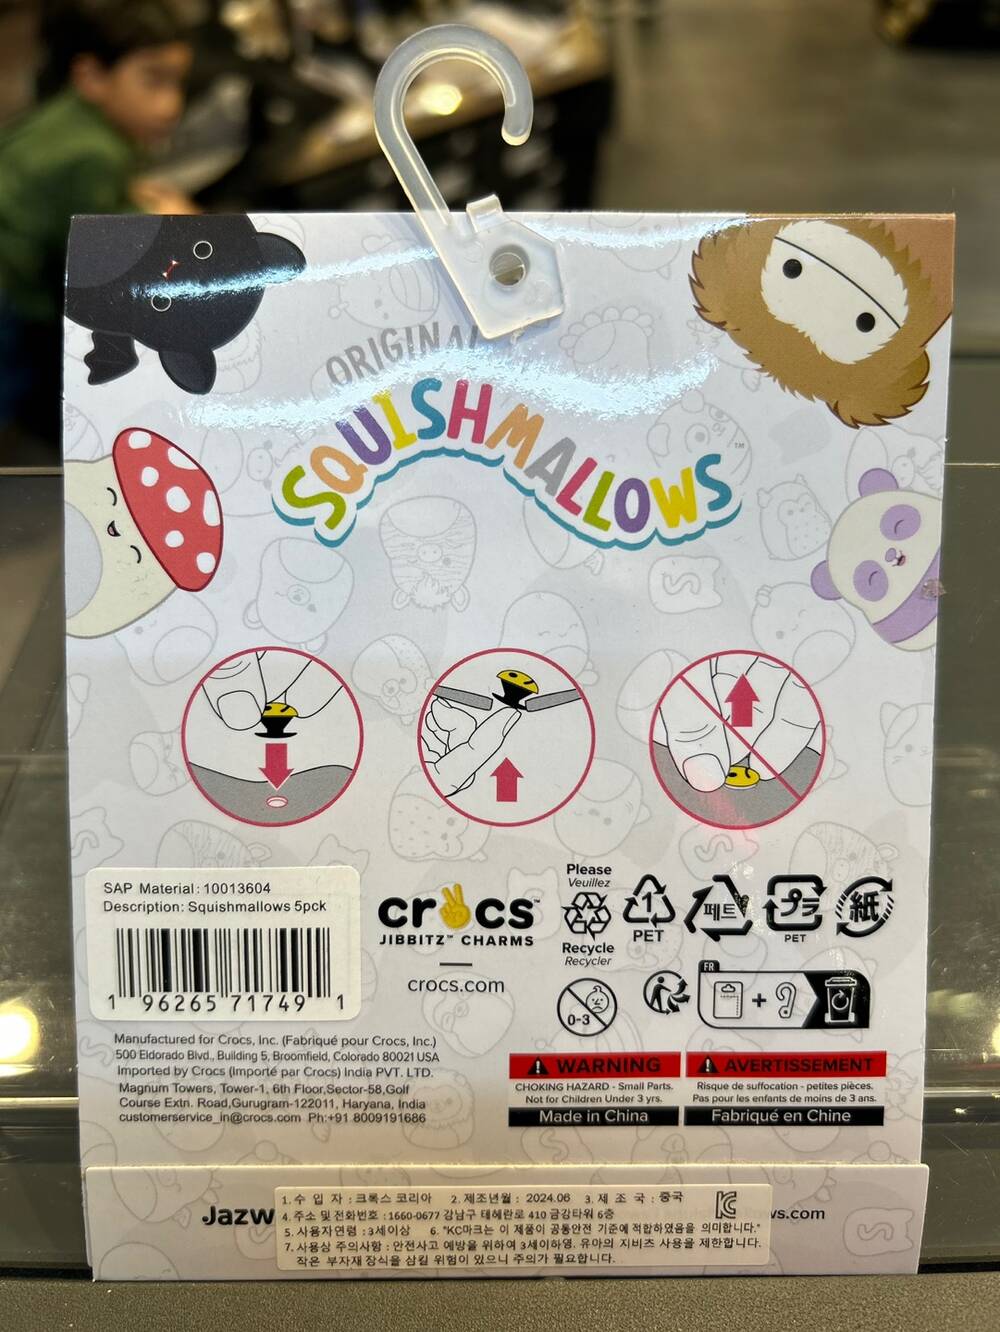 ORIGINAL
SQUISHMALLOWS™
SAP Material: 10013604
Description: Squishmallows 5pck
1 96265 71749 1
crocs™
JIBBITZ™ CHARMS
crocs.com
Please
Veuillez
Recycle
Recycler
1
PET
페트
プラ
PET
紙
0-3
FR
+
Manufactured for Crocs, Inc. (Fabriqué pour Crocs, Inc.)
500 Eldorado Blvd., Building 5, Broomfield, Colorado 80021 USA
Imported by Crocs (Importé par Crocs) India PVT. LTD.
Magnum Towers, Tower-1, 6th Floor,Sector-58,Golf
Course Extn. Road,Gurugram-122011, Haryana, India
customerservice_in@crocs.com Ph:+91 8009191686
WARNING
CHOKING HAZARD - Small Parts.
Not for Children Under 3 yrs.
Made in China
AVERTISSEMENT
Risque de suffocation - petites pièces.
Pas pour les enfants de moins de 3 ans.
Fabriqué en Chine
Jazw
ws.com
1.수 입 자 : 크록스 코리아 2.제조년월 : 2024.06 3.제 조 국 : 중국
4.주소 및 전화번호 :1660-0677 강남구 테헤란로 410 금강타워 6층
5. 사용자연령 : 3세이상 6. "KC마크는 이 제품이 공통안전 기준에 적합하였음을 의미합니다."
7. 사용상 주의사항 : 안전사고 예방을 위하여 3세이하영. 유아의 지비츠 사용을 제한합니다.
작은 부자재 장식을 삼킬 위험이 있으니 주의가 필요합니다.